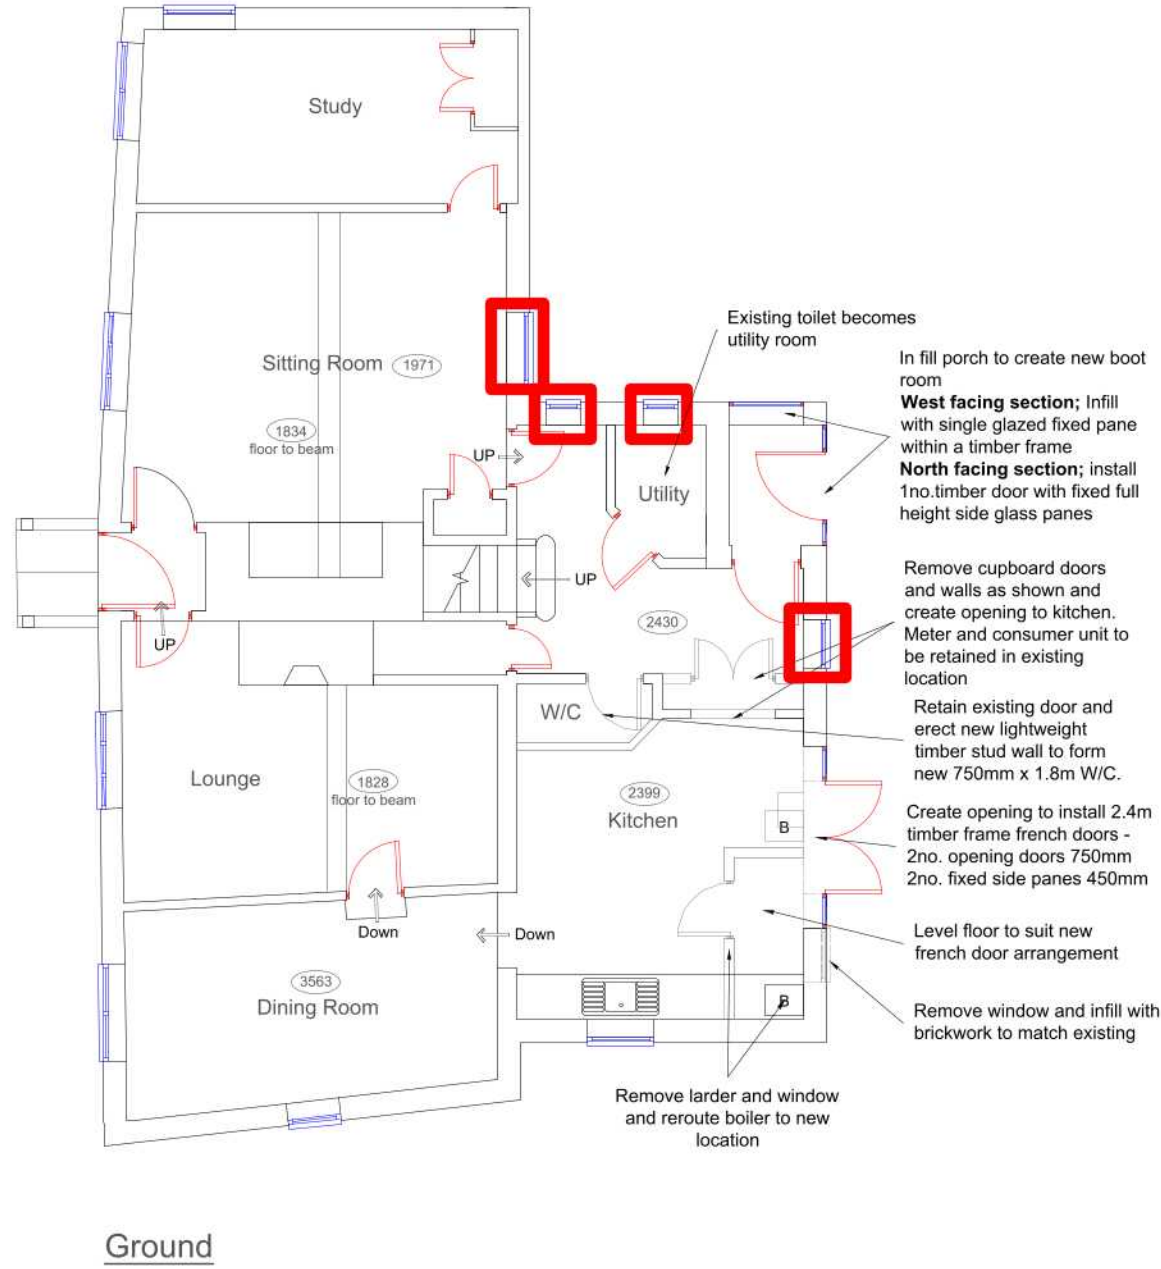 Study
Existing toilet becomes
utility room
In fill porch to create new boot
room
West facing section; Infill
with single glazed fixed pane
within a timber frame
North facing section; install
1no.timber door with fixed full
height side glass panes
Sitting Room
1971
1834
floor to beam
UP
Utility
UP
UP
2430
Remove cupboard doors
and walls as shown and
create opening to kitchen.
Meter and consumer unit to
be retained in existing
location
W/C
Retain existing door and
erect new lightweight
timber stud wall to form
new 750mm x 1.8m W/C.
Lounge
1828
floor to beam
2399
Kitchen
B
Create opening to install 2.4m
timber frame french doors -
2no. opening doors 750mm
2no. fixed side panes 450mm
Down
Down
Level floor to suit new
french door arrangement
3563
Dining Room
B
Remove window and infill with
brickwork to match existing
Remove larder and window
and reroute boiler to new
location
Ground